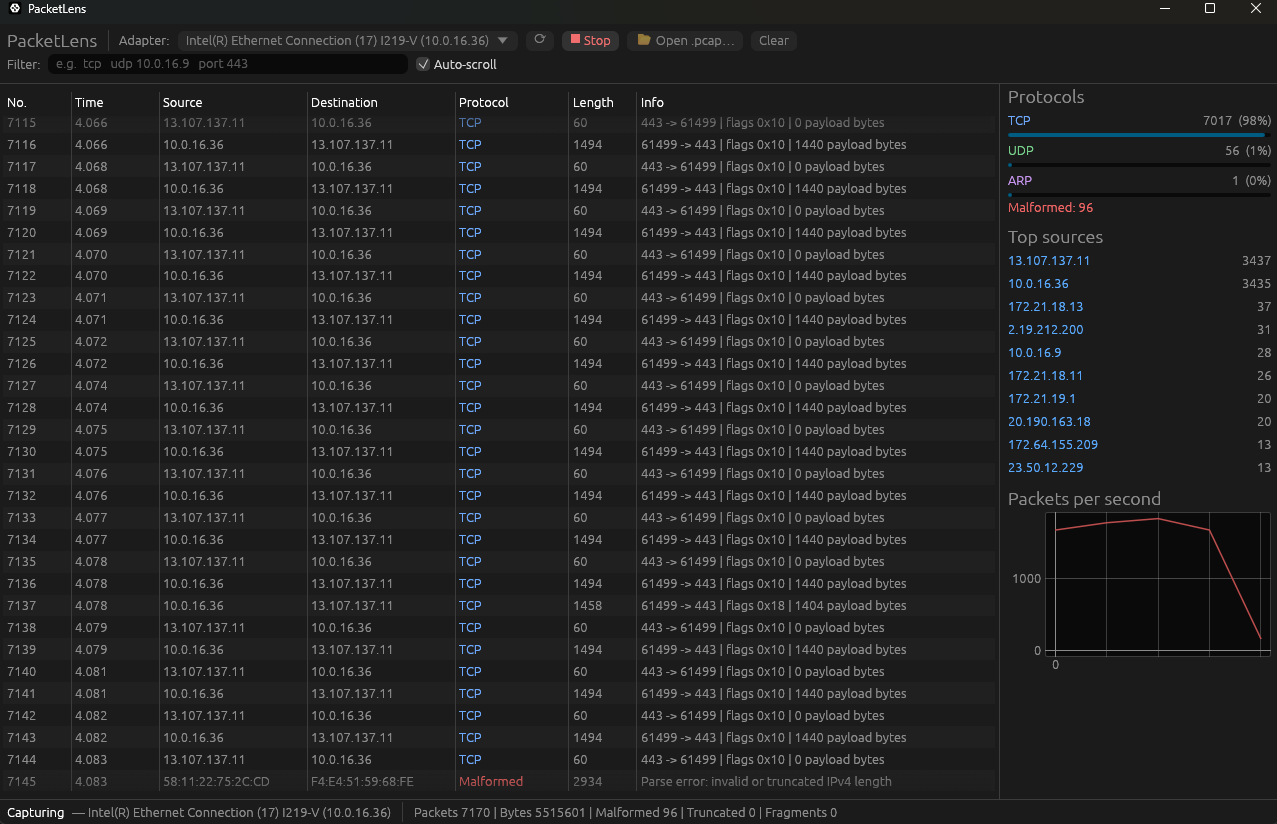 PacketLens
PacketLens Adapter: Intel(R) Ethernet Connection (17) I219-V (10.0.16.36) Stop Open .pcap... Clear
Filter: e.g. tcp udp 10.0.16.9 port 443 Auto-scroll
No. Time Source Destination Protocol Length Info
7115 4.066 13.107.137.11 10.0.16.36 TCP 60 443 -> 61499 | flags 0x10 | 0 payload bytes
7116 4.066 10.0.16.36 13.107.137.11 TCP 1494 61499 -> 443 | flags 0x10 | 1440 payload bytes
7117 4.068 13.107.137.11 10.0.16.36 TCP 60 443 -> 61499 | flags 0x10 | 0 payload bytes
7118 4.068 10.0.16.36 13.107.137.11 TCP 1494 61499 -> 443 | flags 0x10 | 1440 payload bytes
7119 4.069 13.107.137.11 10.0.16.36 TCP 60 443 -> 61499 | flags 0x10 | 0 payload bytes
7120 4.069 10.0.16.36 13.107.137.11 TCP 1494 61499 -> 443 | flags 0x10 | 1440 payload bytes
7121 4.070 13.107.137.11 10.0.16.36 TCP 60 443 -> 61499 | flags 0x10 | 0 payload bytes
7122 4.070 10.0.16.36 13.107.137.11 TCP 1494 61499 -> 443 | flags 0x10 | 1440 payload bytes
7123 4.071 13.107.137.11 10.0.16.36 TCP 60 443 -> 61499 | flags 0x10 | 0 payload bytes
7124 4.071 10.0.16.36 13.107.137.11 TCP 1494 61499 -> 443 | flags 0x10 | 1440 payload bytes
7125 4.072 13.107.137.11 10.0.16.36 TCP 60 443 -> 61499 | flags 0x10 | 0 payload bytes
7126 4.072 10.0.16.36 13.107.137.11 TCP 1494 61499 -> 443 | flags 0x10 | 1440 payload bytes
7127 4.074 13.107.137.11 10.0.16.36 TCP 60 443 -> 61499 | flags 0x10 | 0 payload bytes
7128 4.074 10.0.16.36 13.107.137.11 TCP 1494 61499 -> 443 | flags 0x10 | 1440 payload bytes
7129 4.075 13.107.137.11 10.0.16.36 TCP 60 443 -> 61499 | flags 0x10 | 0 payload bytes
7130 4.075 10.0.16.36 13.107.137.11 TCP 1494 61499 -> 443 | flags 0x10 | 1440 payload bytes
7131 4.076 13.107.137.11 10.0.16.36 TCP 60 443 -> 61499 | flags 0x10 | 0 payload bytes
7132 4.076 10.0.16.36 13.107.137.11 TCP 1494 61499 -> 443 | flags 0x10 | 1440 payload bytes
7133 4.077 13.107.137.11 10.0.16.36 TCP 60 443 -> 61499 | flags 0x10 | 0 payload bytes
7134 4.077 10.0.16.36 13.107.137.11 TCP 1494 61499 -> 443 | flags 0x10 | 1440 payload bytes
7135 4.078 13.107.137.11 10.0.16.36 TCP 60 443 -> 61499 | flags 0x10 | 0 payload bytes
7136 4.078 10.0.16.36 13.107.137.11 TCP 1494 61499 -> 443 | flags 0x10 | 1440 payload bytes
7137 4.078 10.0.16.36 13.107.137.11 TCP 1458 61499 -> 443 | flags 0x18 | 1404 payload bytes
7138 4.079 13.107.137.11 10.0.16.36 TCP 60 443 -> 61499 | flags 0x10 | 0 payload bytes
7139 4.079 10.0.16.36 13.107.137.11 TCP 1494 61499 -> 443 | flags 0x10 | 1440 payload bytes
7140 4.081 13.107.137.11 10.0.16.36 TCP 60 443 -> 61499 | flags 0x10 | 0 payload bytes
7141 4.081 10.0.16.36 13.107.137.11 TCP 1494 61499 -> 443 | flags 0x10 | 1440 payload bytes
7142 4.082 13.107.137.11 10.0.16.36 TCP 60 443 -> 61499 | flags 0x10 | 0 payload bytes
7143 4.082 10.0.16.36 13.107.137.11 TCP 1494 61499 -> 443 | flags 0x10 | 1440 payload bytes
7144 4.083 13.107.137.11 10.0.16.36 TCP 60 443 -> 61499 | flags 0x10 | 0 payload bytes
7145 4.083 58:11:22:75:2C:CD F4:E4:51:59:68:FE Malformed 2934 Parse error: invalid or truncated IPv4 length
Protocols
TCP 7017 (98%)
UDP 56 (1%)
ARP 1 (0%)
Malformed: 96
Top sources
13.107.137.11 3437
10.0.16.36 3435
172.21.18.13 37
2.19.212.200 31
10.0.16.9 28
172.21.18.11 26
172.21.19.1 20
20.190.163.18 20
172.64.155.209 13
23.50.12.229 13
Packets per second
1000
0
0
Capturing — Intel(R) Ethernet Connection (17) I219-V (10.0.16.36) Packets 7170 | Bytes 5515601 | Malformed 96 | Truncated 0 | Fragments 0